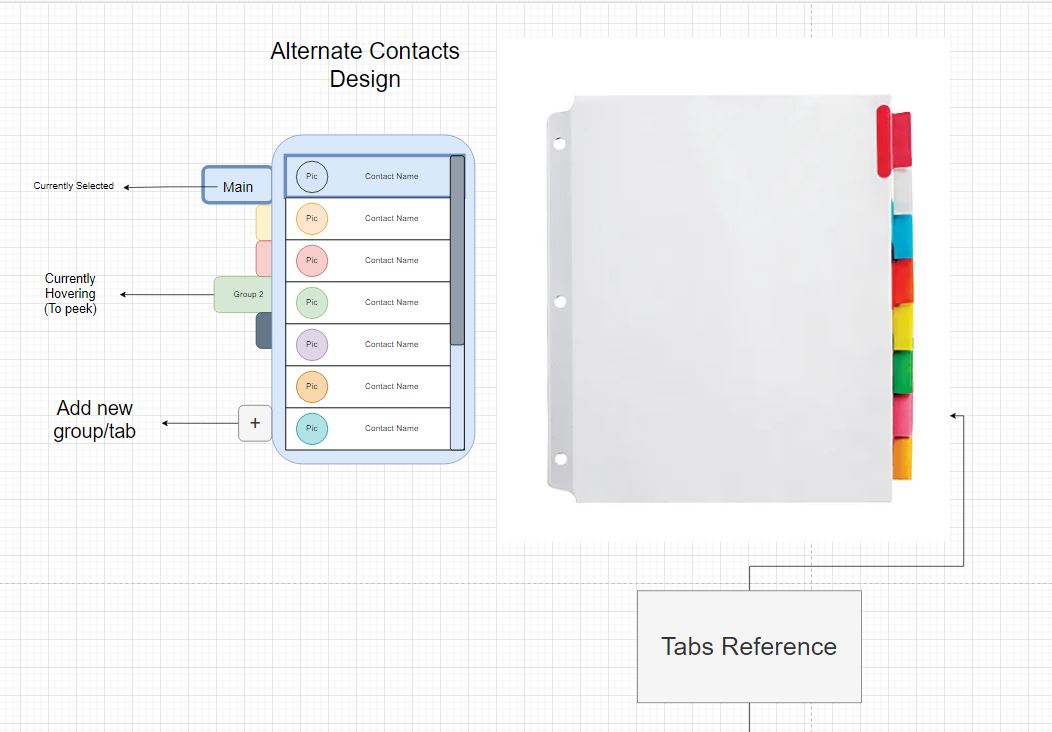 Alternate Contacts
Design
Currently Selected
Main
Pic
Contact Name
Pic
Contact Name
Pic
Contact Name
Currently
Hovering
(To peek)
Group 2
Pic
Contact Name
Pic
Contact Name
Pic
Contact Name
Add new
group/tab
+
Pic
Contact Name
Tabs Reference